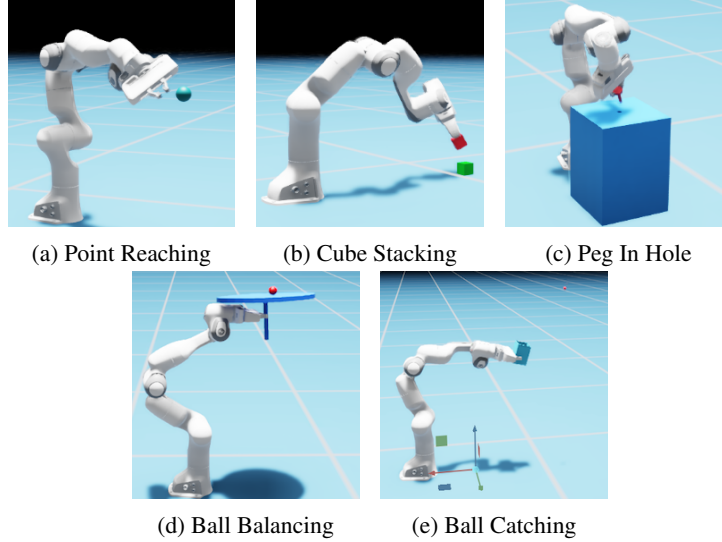 (a) Point Reaching
(b) Cube Stacking
(c) Peg In Hole
(d) Ball Balancing
(e) Ball Catching